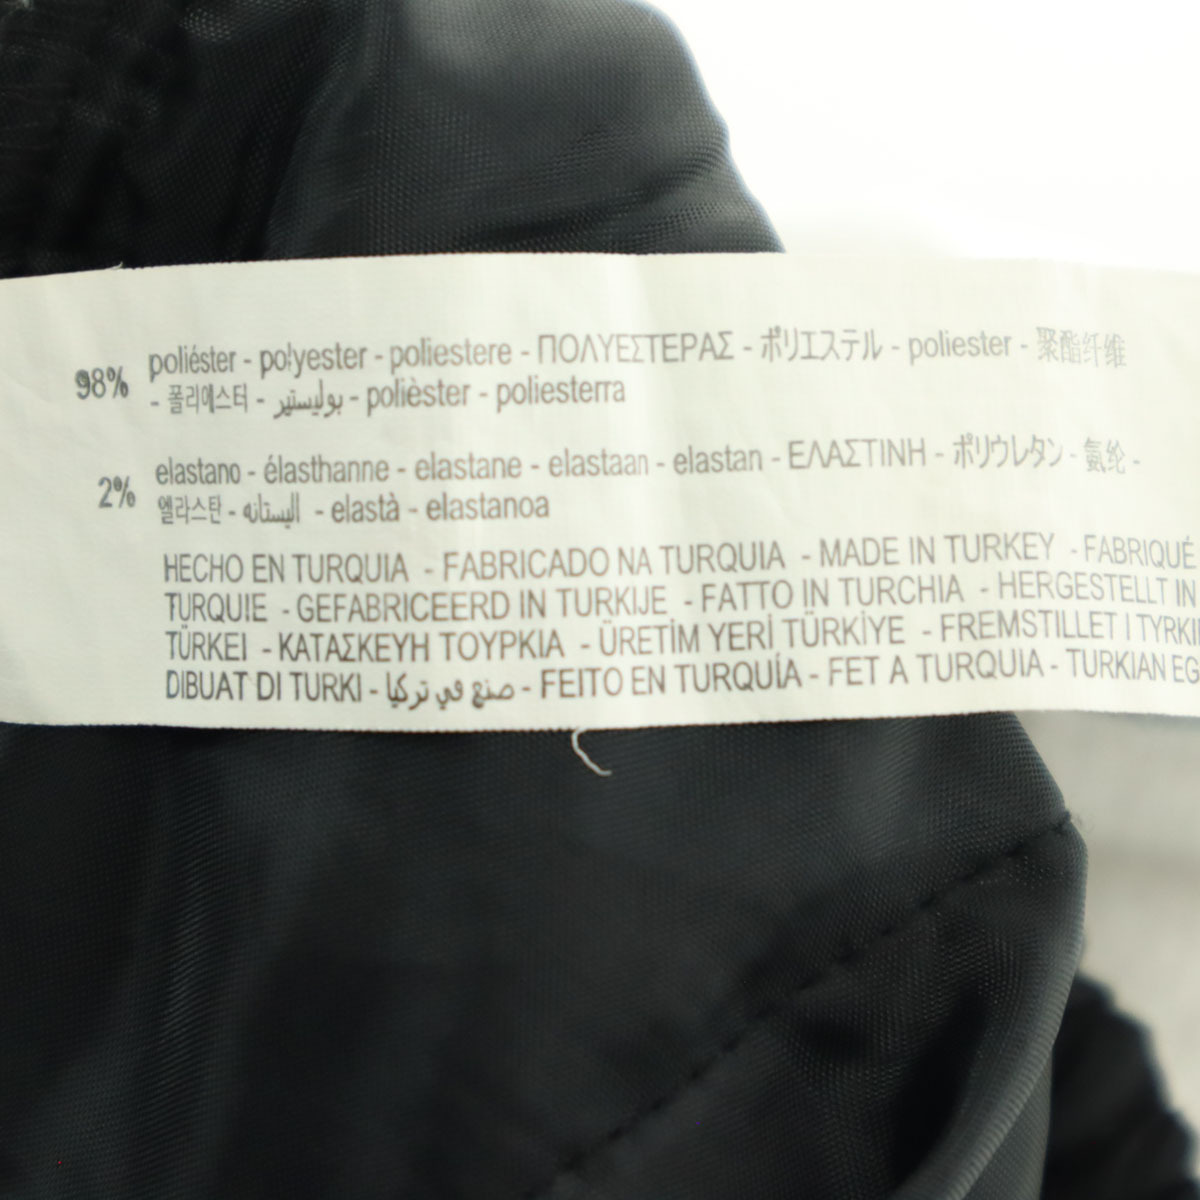 98% poliéster - polyester - poliestere - ΠΟΛΥΕΣΤΕΡΑΣ - ポリエステル - poliester - 聚酯纤维
- 폴리에스터 - بوليستير - polièster - poliesterra
2% elastano - élasthanne - elastane - elastaan - elastan - ΕΛΑΣΤΙΝΗ - ポリウレタン - 氨纶 -
엘라스탄 - اليستانه - elastà - elastanoa
HECHO EN TURQUIA - FABRICADO NA TURQUIA - MADE IN TURKEY - FABRIQUÉ
TURQUIE - GEFABRICEERD IN TURKIJE - FATTO IN TURCHIA - HERGESTELLT IN
TÜRKEI - ΚΑΤΑΣΚΕΥΗ ΤΟΥΡΚΙΑ - ÜRETİM YERİ TÜRKİYE - FREMSTILLET I
DIBUAT DI TURKI - صنع في تركيا - FEITO EN TURQUÍA - FET A TURQUIA - TURKIAN